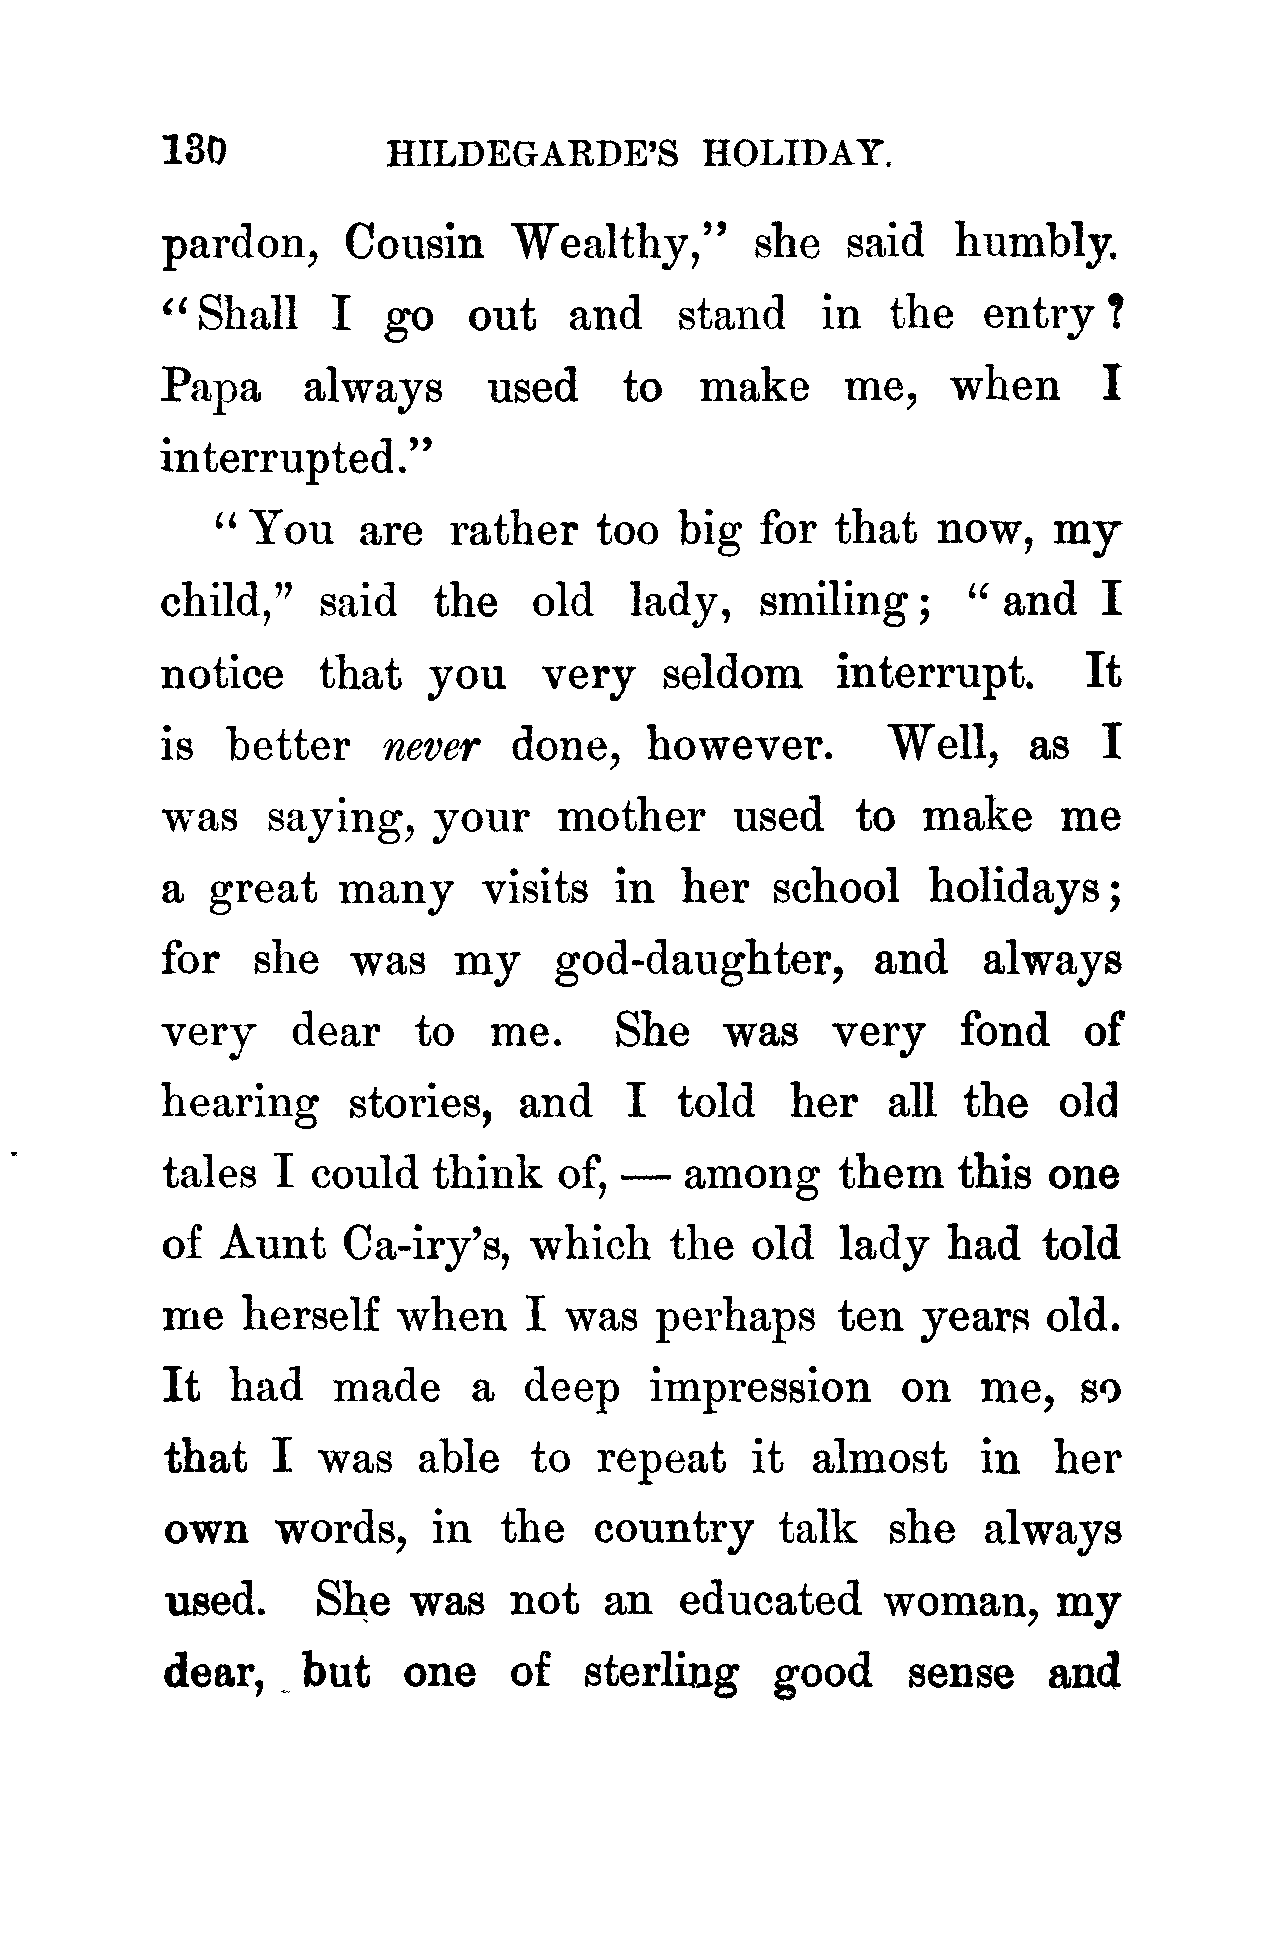 130 HILDEGARDE'S HOLIDAY.
pardon, Cousin Wealthy,” she said humbly.
“Shall I go out and stand in the entry?
Papa always used to make me, when I
interrupted.”
“You are rather too big for that now, my
child,” said the old lady, smiling; “and I
notice that you very seldom interrupt. It
is better never done, however. Well, as I
was saying, your mother used to make me
a great many visits in her school holidays;
for she was my god-daughter, and always
very dear to me. She was very fond of
hearing stories, and I told her all the old
tales I could think of, — among them this one
of Aunt Ca-iry's, which the old lady had told
me herself when I was perhaps ten years old.
It had made a deep impression on me, so
that I was able to repeat it almost in her
own words, in the country talk she always
used. She was not an educated woman, my
dear, but one of sterling good sense and